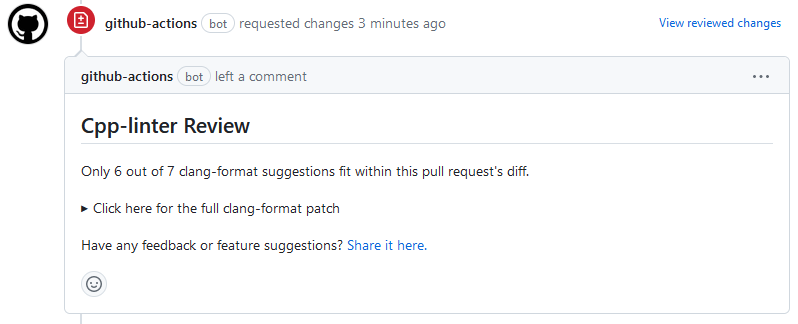 github-actions bot requested changes 3 minutes ago View reviewed changes
github-actions bot left a comment
Cpp-linter Review
Only 6 out of 7 clang-format suggestions fit within this pull request's diff.
Click here for the full clang-format patch
Have any feedback or feature suggestions? Share it here.